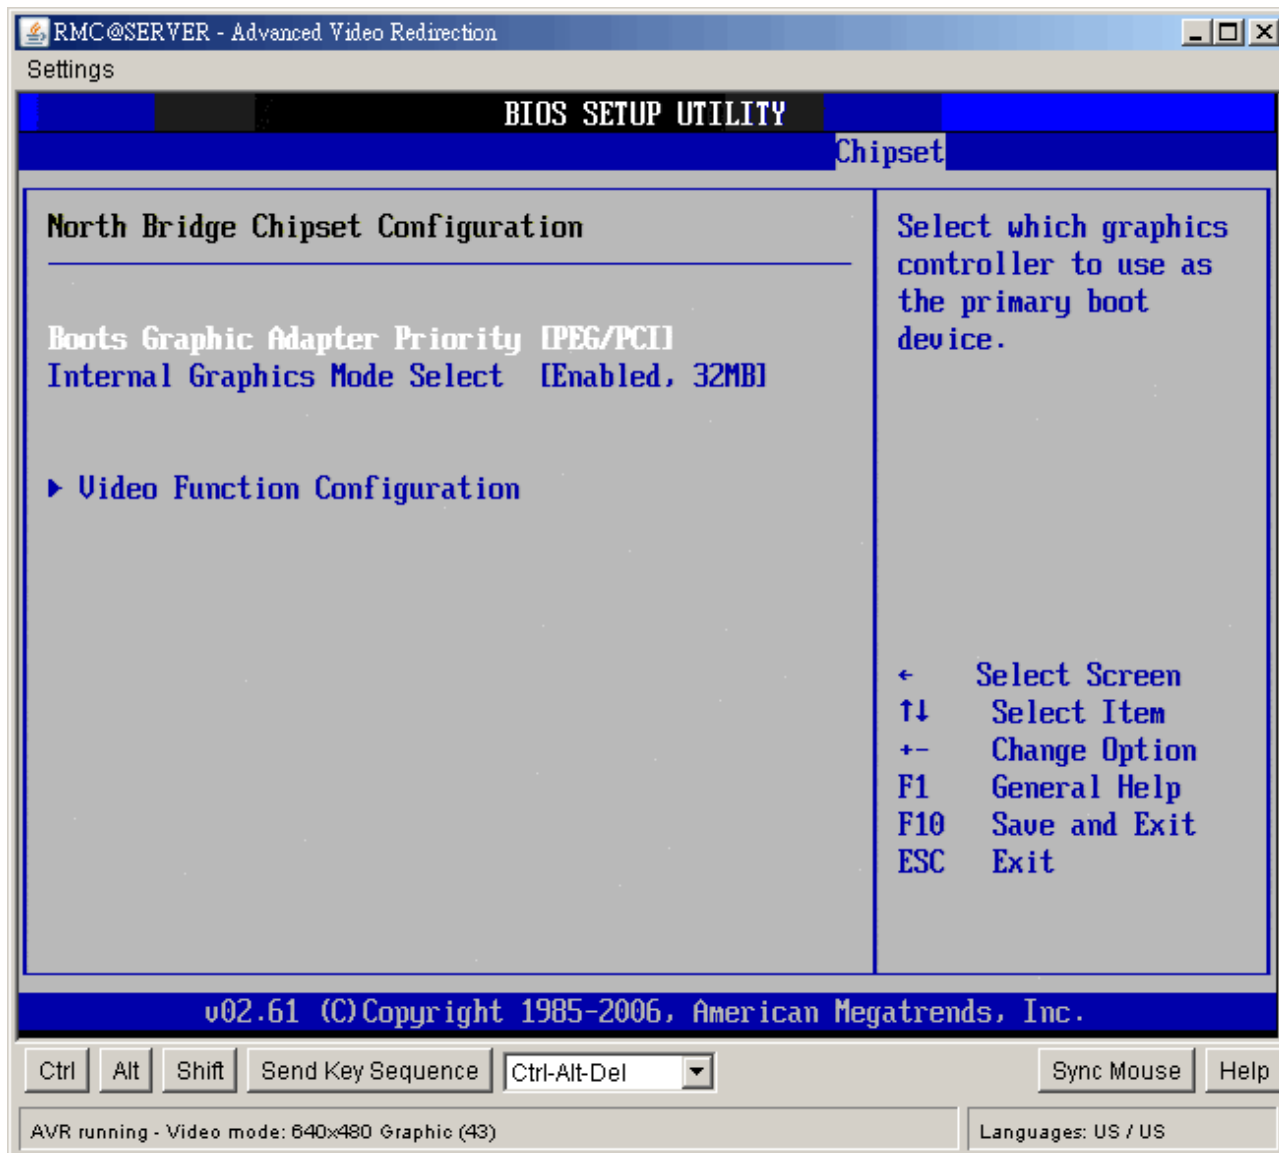 RMC@SERVER - Advanced Video Redirection
Settings
BIOS SETUP UTILITY
Chipset
North Bridge Chipset Configuration
Boots Graphic Adapter Priority [PEG/PCI]
Internal Graphics Mode Select [Enabled, 32MB]
▶ Video Function Configuration
Select which graphics
controller to use as
the primary boot
device.
← Select Screen
↑↓ Select Item
+- Change Option
F1 General Help
F10 Save and Exit
ESC Exit
v02.61 (C)Copyright 1985-2006, American Megatrends, Inc.
Ctrl Alt Shift Send Key Sequence Ctrl-Alt-Del Sync Mouse Help
AVR running - Video mode: 640x480 Graphic (43) Languages: US / US